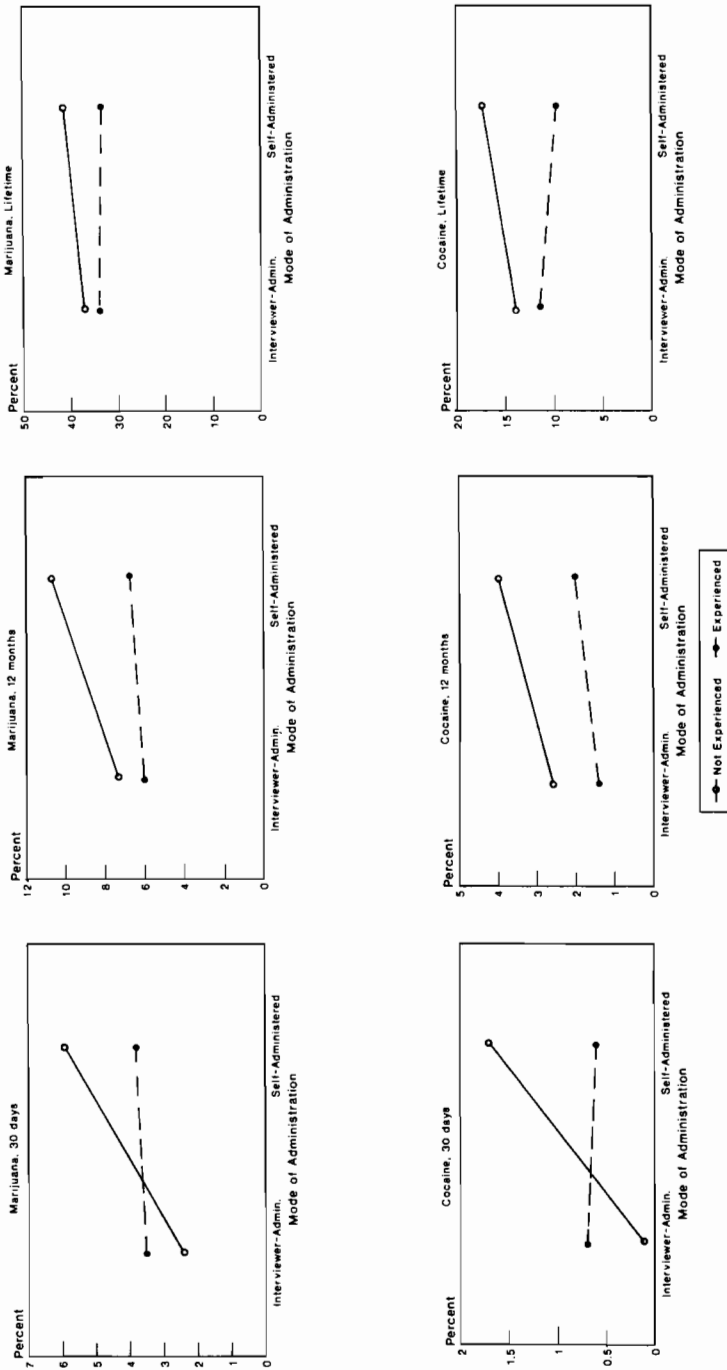 Marijuana, 30 days
Percent
7
6
5
4
3
2
1
0
Interviewer-Admin. Self-Administered
Mode of Administration
Marijuana, 12 months
Percent
12
10
8
6
4
2
0
Interviewer-Admin. Self-Administered
Mode of Administration
Marijuana, Lifetime
Percent
50
40
30
20
10
0
Interviewer-Admin. Self-Administered
Mode of Administration
Cocaine, 30 days
Percent
2
1.5
1
0.5
0
Interviewer-Admin. Self-Administered
Mode of Administration
Cocaine, 12 months
Percent
5
4
3
2
1
0
Interviewer-Admin. Self-Administered
Mode of Administration
Cocaine, Lifetime
Percent
20
15
10
5
0
Interviewer-Admin. Self-Administered
Mode of Administration
Not Experienced Experienced